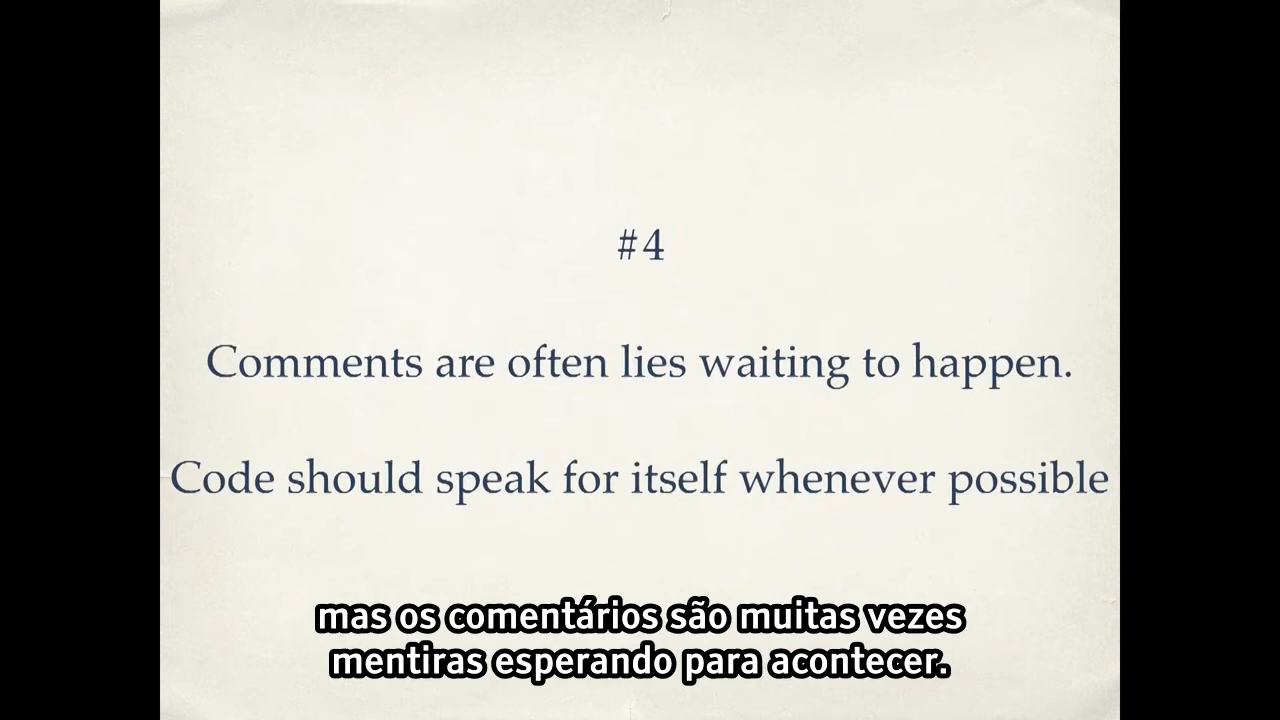 #4
Comments are often lies waiting to happen.
Code should speak for itself whenever possible
mas os comentários são muitas vezes
mentiras esperando para acontecer.